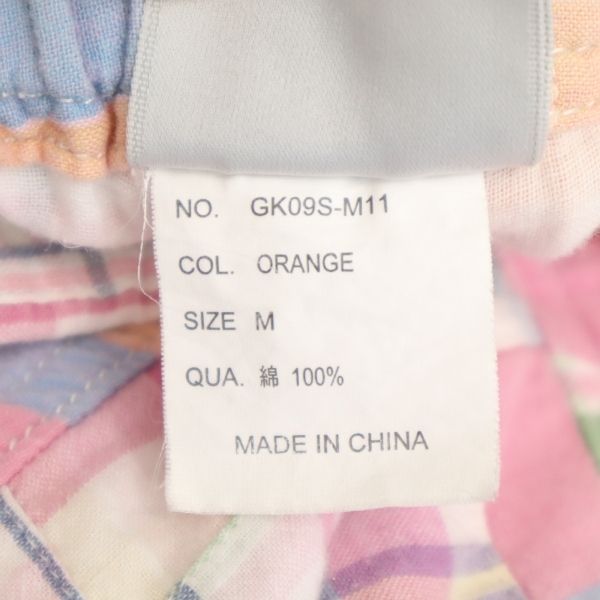 NO. GK09S-M11
COL. ORANGE
SIZE M
QUA. 綿 100%
MADE IN CHINA